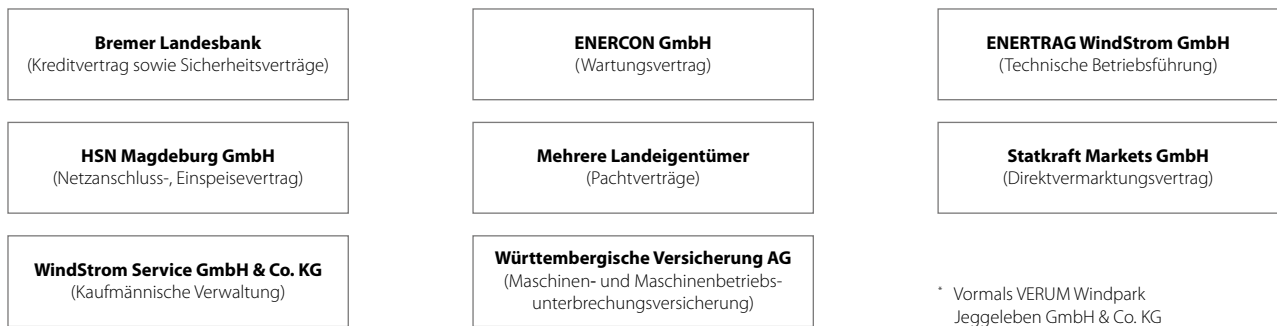 Bremer Landesbank
(Kreditvertrag sowie Sicherheitsverträge)
ENERCON GmbH
(Wartungsvertrag)
ENERTRAG WindStrom GmbH
(Technische Betriebsführung)
HSN Magdeburg GmbH
(Netzanschluss-, Einspeisevertrag)
Mehrere Landeigentümer
(Pachtverträge)
Statkraft Markets GmbH
(Direktvermarktungsvertrag)
WindStrom Service GmbH & Co. KG
(Kaufmännische Verwaltung)
Württembergische Versicherung AG
(Maschinen- und Maschinenbetriebs-
unterbrechungsversicherung)
* Vormals VERUM Windpark
Jeggeleben GmbH & Co. KG